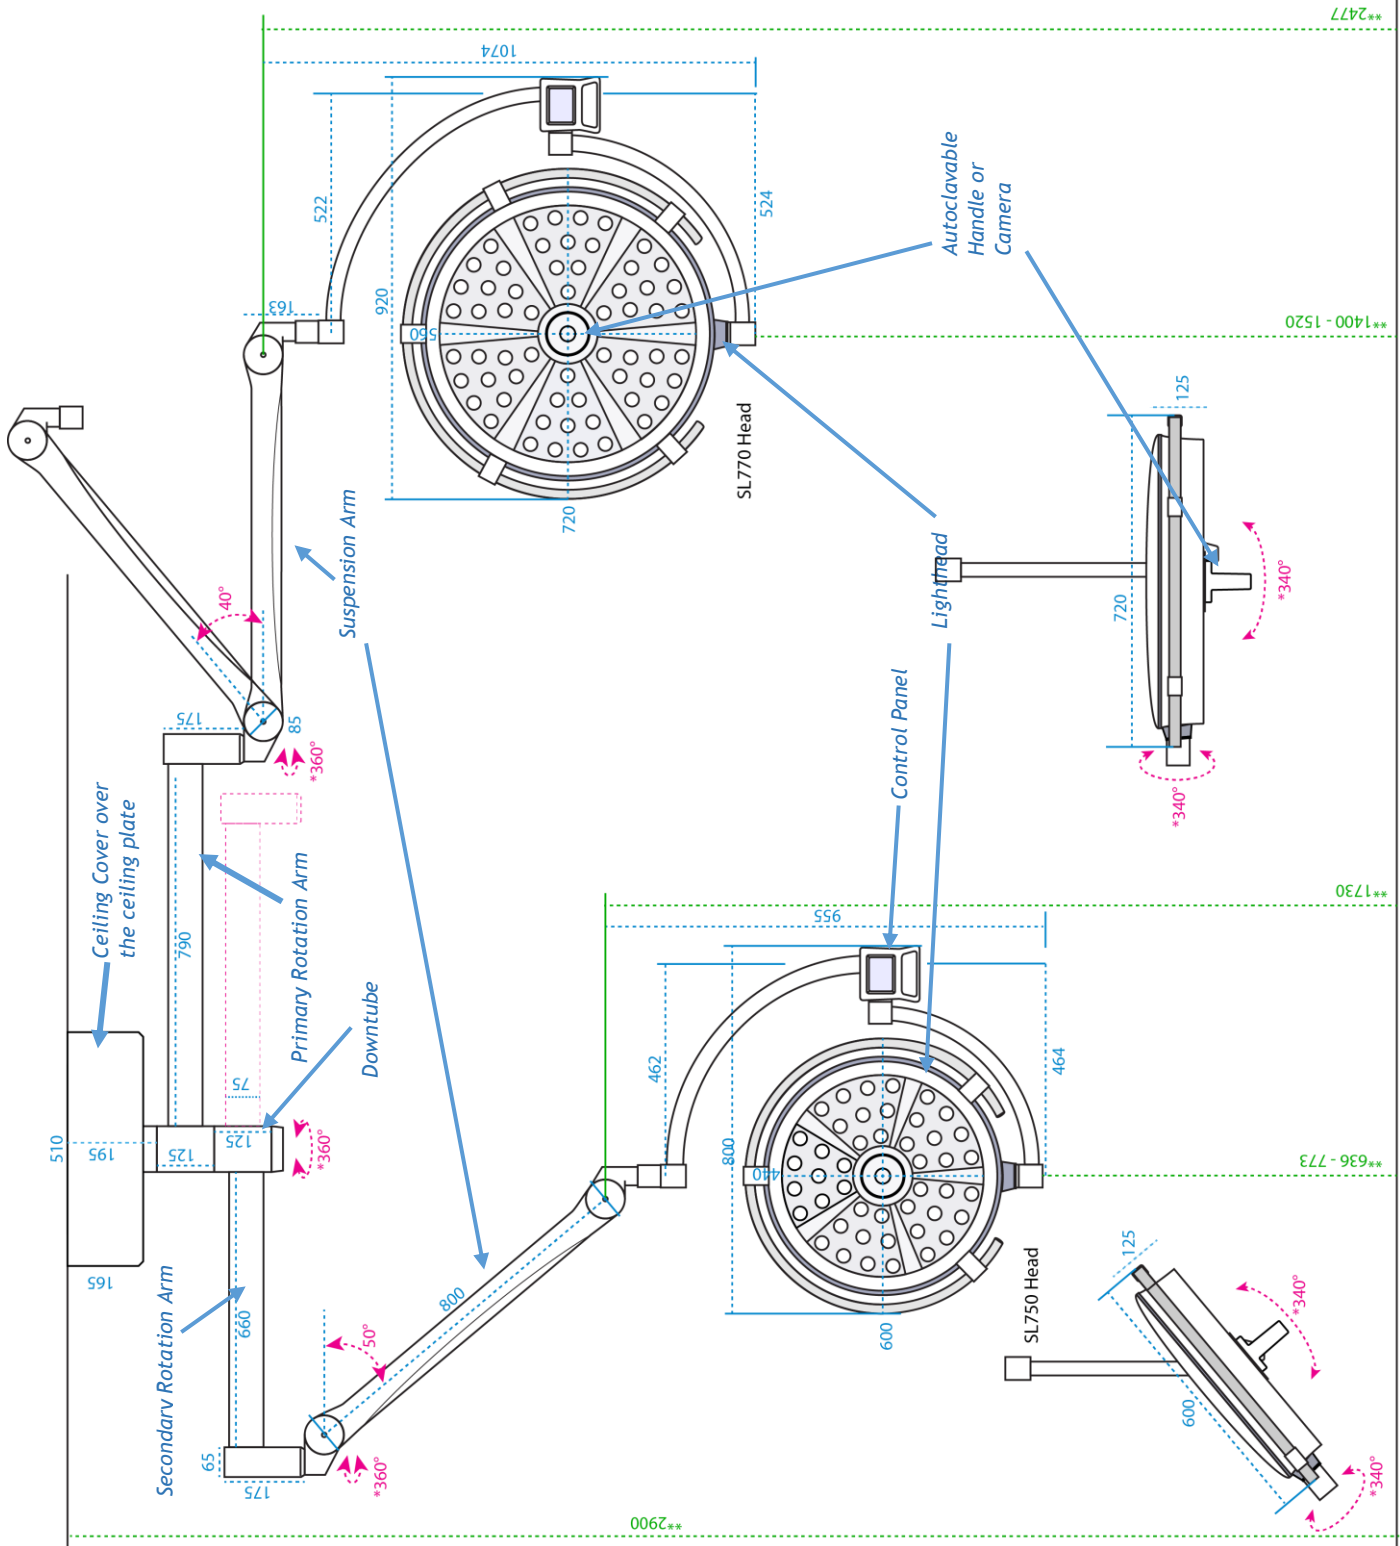 **2477
1074
522
524
920
560
163
Autoclavable
Handle or
Camera
**1400 - 1520
SL770 Head
720
125
720
*340°
*340°
Suspension Arm
Lighthead
40°
175
85
*360°
Control Panel
Ceiling Cover over
the ceiling plate
790
Primary Rotation Arm
Downtube
75
510
195
125
125
*360°
165
**1730
955
462
464
800
440
**636 - 773
SL750 Head
600
125
600
*340°
*340°
Secondary Rotation Arm
660
800
50°
65
175
*360°
**2900